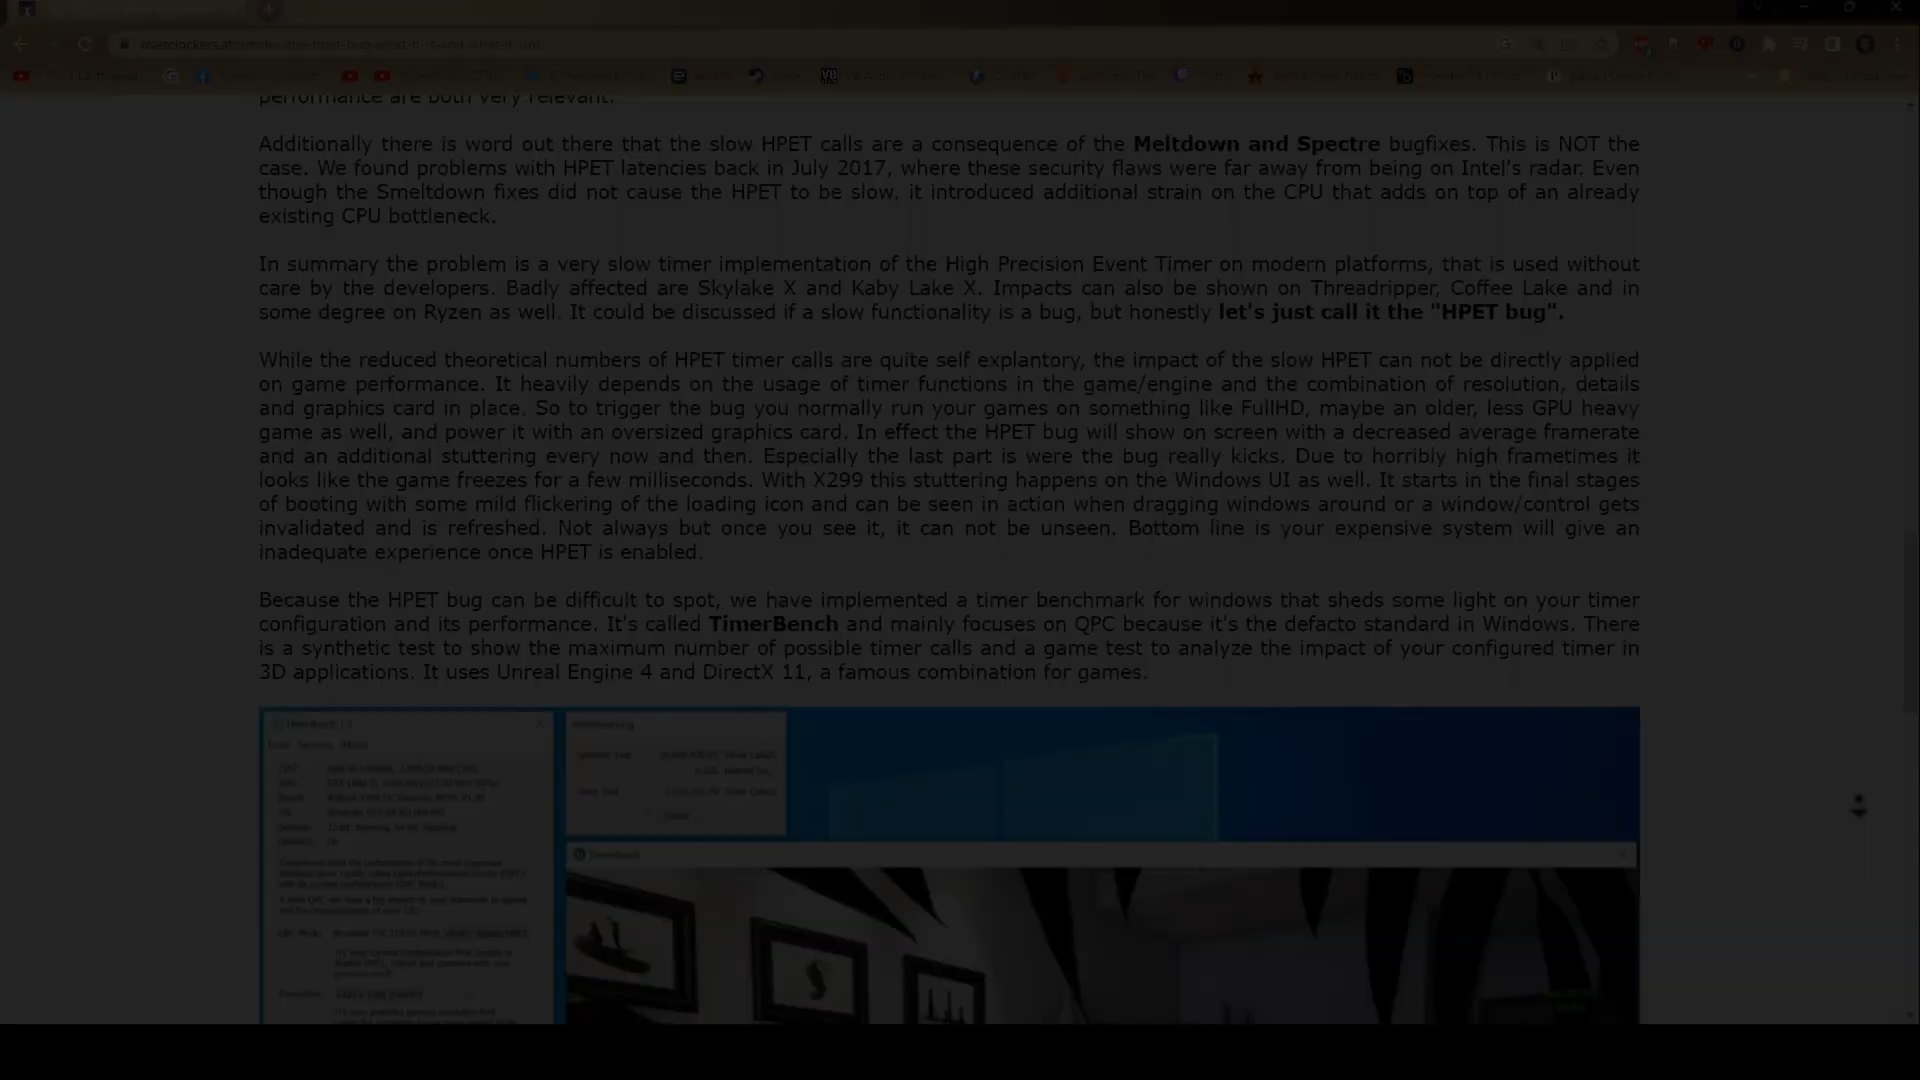 performance are both very relevant.
Additionally there is word out there that the slow HPET calls are a consequence of the Meltdown and Spectre bugfixes. This is NOT the
case. We found problems with HPET latencies back in July 2017, where these security flaws were far away from being on Intel's radar. Even
though the Smeltdown fixes did not cause the HPET to be slow, it introduced additional strain on the CPU that adds on top of an already
existing CPU bottleneck.
In summary the problem is a very slow timer implementation of the High Precision Event Timer on modern platforms, that is used without
care by the developers. Badly affected are Skylake X and Kaby Lake X. Impacts can also be shown on Threadripper, Coffee Lake and in
some degree on Ryzen as well. It could be discussed if a slow functionality is a bug, but honestly let's just call it the "HPET bug".
While the reduced theoretical numbers of HPET timer calls are quite self explantory, the impact of the slow HPET can not be directly applied
on game performance. It heavily depends on the usage of timer functions in the game/engine and the combination of resolution, details
and graphics card in place. So to trigger the bug you normally run your games on something like FullHD, maybe an older, less GPU heavy
game as well, and power it with an oversized graphics card. In effect the HPET bug will show on screen with a decreased average framerate
and an additional stuttering every now and then. Especially the last part is were the bug really kicks. Due to horribly high frametimes it
looks like the game freezes for a few milliseconds. With X299 this stuttering happens on the Windows UI as well. It starts in the final stages
of booting with some mild flickering of the loading icon and can be seen in action when dragging windows around or a window/control gets
invalidated and is refreshed. Not always but once you see it, it can not be unseen. Bottom line is your expensive system will give an
inadequate experience once HPET is enabled.
Because the HPET bug can be difficult to spot, we have implemented a timer benchmark for windows that sheds some light on your timer
configuration and its performance. It's called TimerBench and mainly focuses on QPC because it's the defacto standard in Windows. There
is a synthetic test to show the maximum number of possible timer calls and a game test to analyze the impact of your configured timer in
3D applications. It uses Unreal Engine 4 and DirectX 11, a famous combination for games.
TimerBench